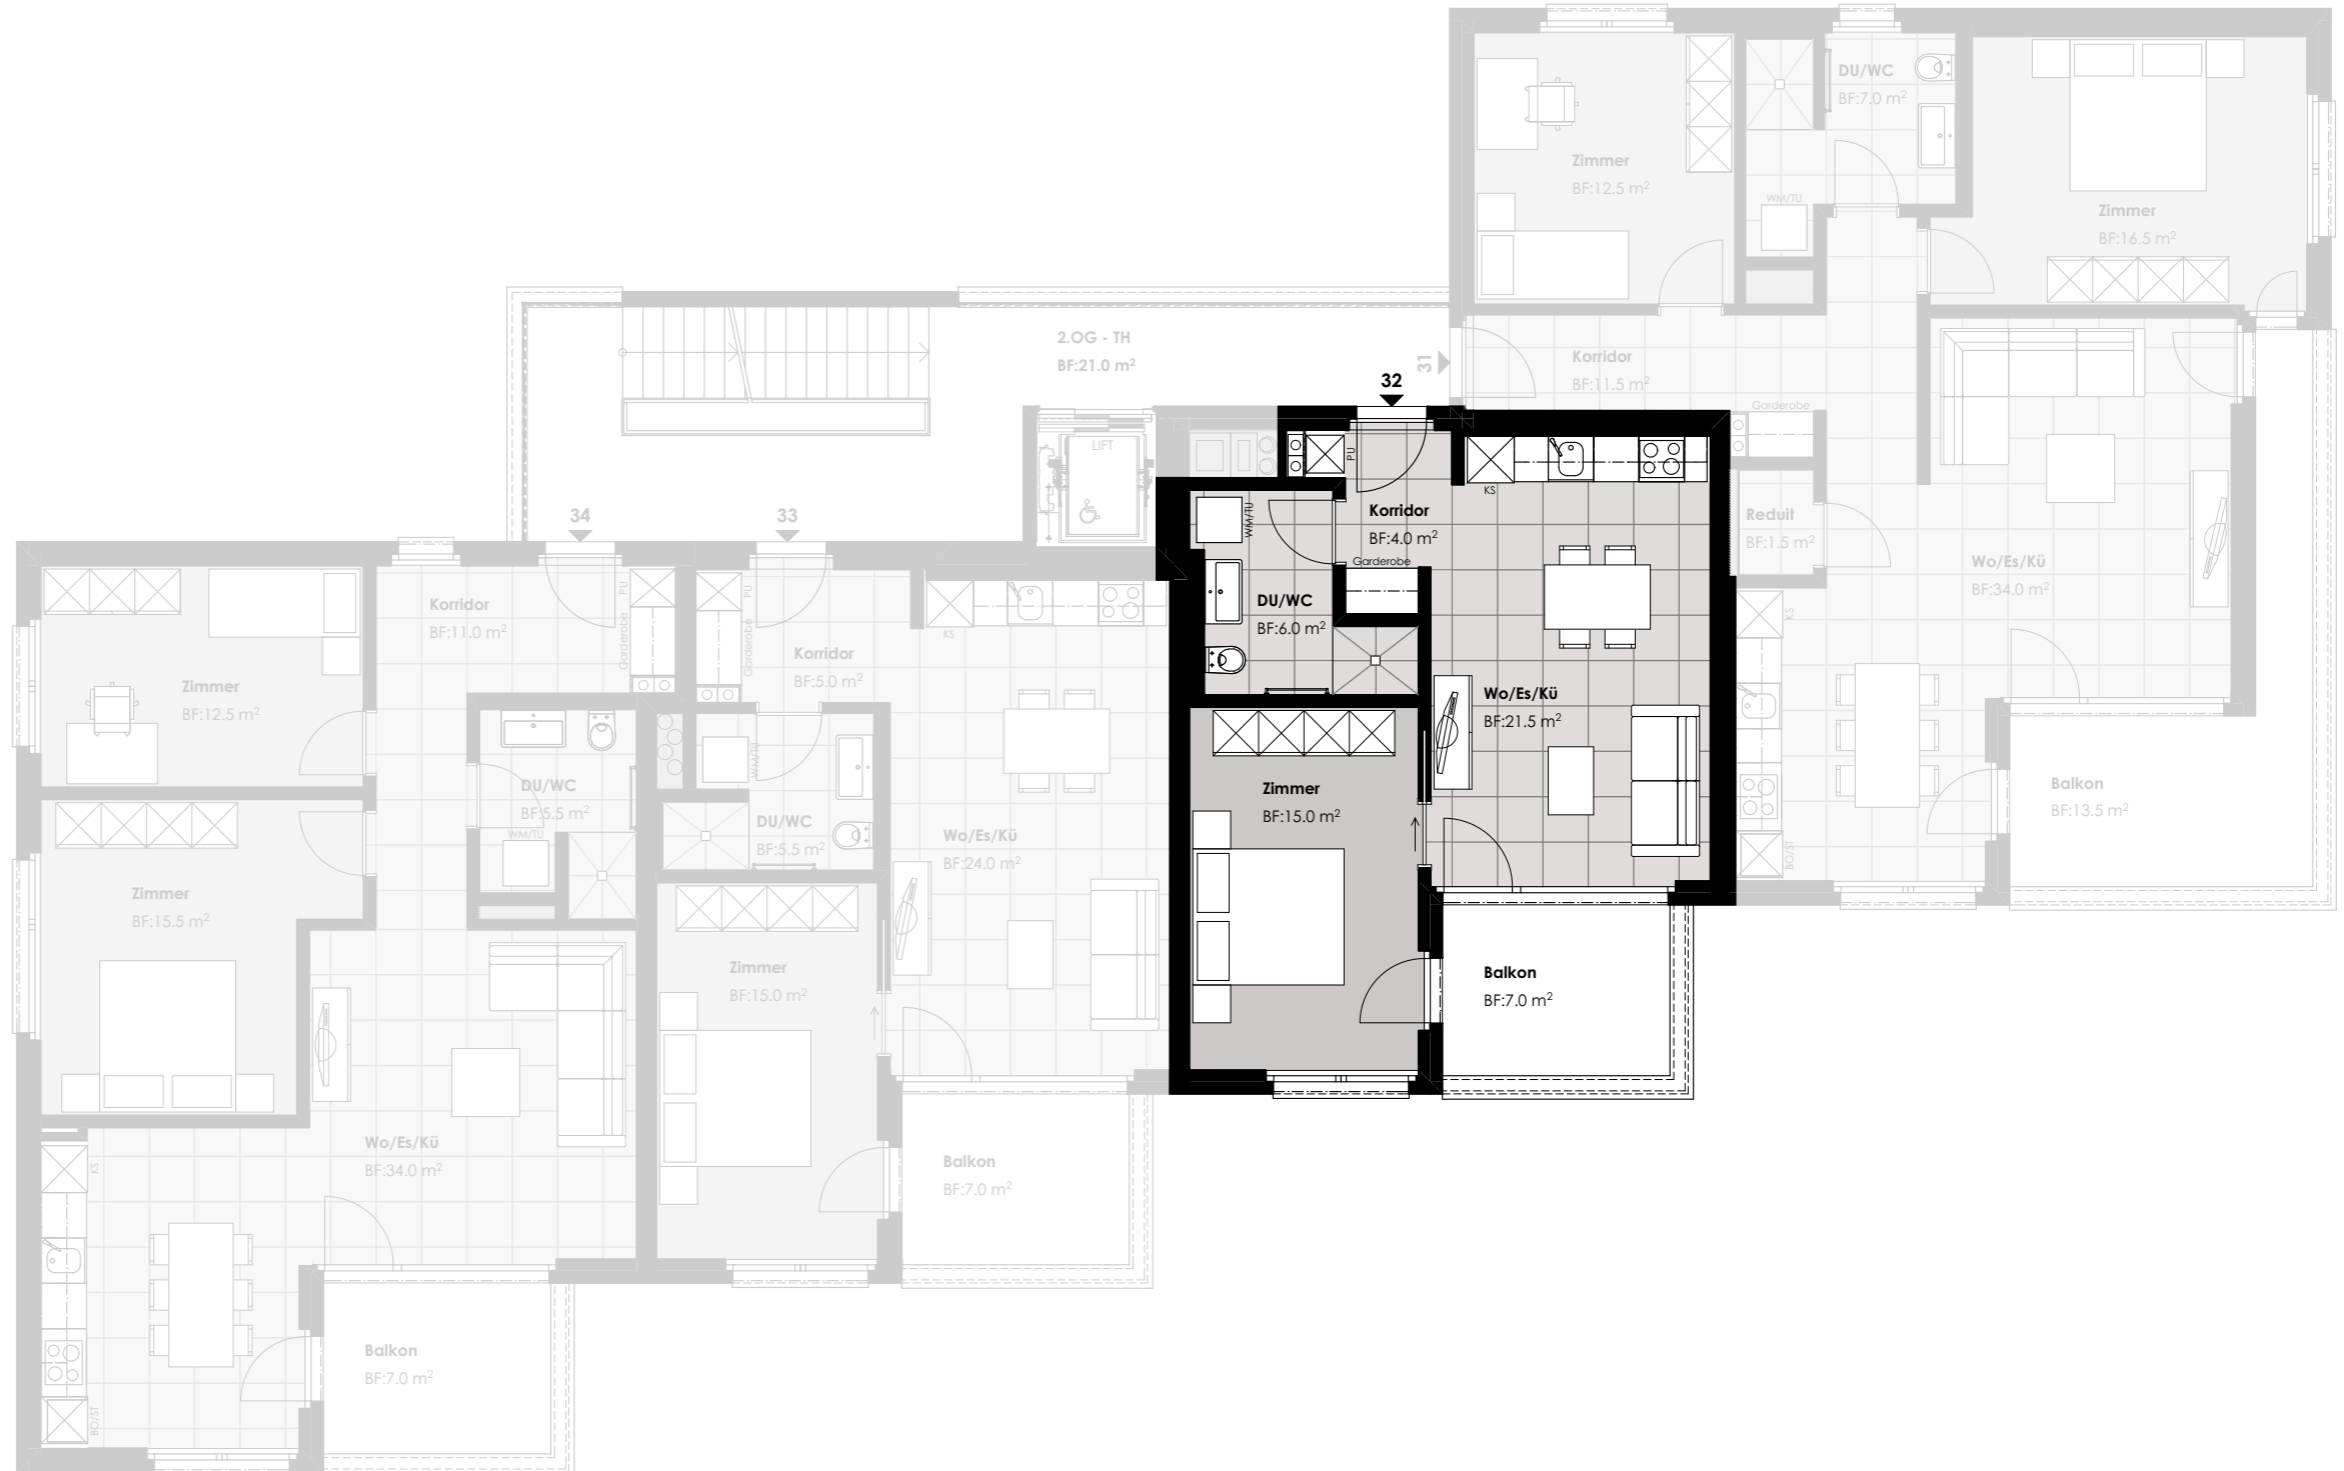 DU/WC
BF:7.0 m²
Zimmer
BF:12.5 m²
WM/TU
Zimmer
BF:16.5 m²
2.OG - TH
BF:21.0 m²
31
Korridor
BF:11.5 m²
Garderobe
32
LIFT
PU
KS
WM/TU
Korridor
BF:4.0 m²
Garderobe
DU/WC
BF:6.0 m²
Wo/Es/Kü
BF:21.5 m²
Zimmer
BF:15.0 m²
Balkon
BF:7.0 m²
Reduit
BF:1.5 m²
Wo/Es/Kü
BF:34.0 m²
KS
BO/ST
Balkon
BF:13.5 m²
34
33
Korridor
BF:11.0 m²
PU
Garderobe
PU
Garderobe
KS
Korridor
BF:5.0 m²
Zimmer
BF:12.5 m²
DU/WC
BF:5.5 m²
WM/TU
WM/TU
DU/WC
BF:5.5 m²
Wo/Es/Kü
BF:24.0 m²
Zimmer
BF:15.5 m²
Zimmer
BF:15.0 m²
Wo/Es/Kü
BF:34.0 m²
KS
BO/ST
Balkon
BF:7.0 m²
Balkon
BF:7.0 m²